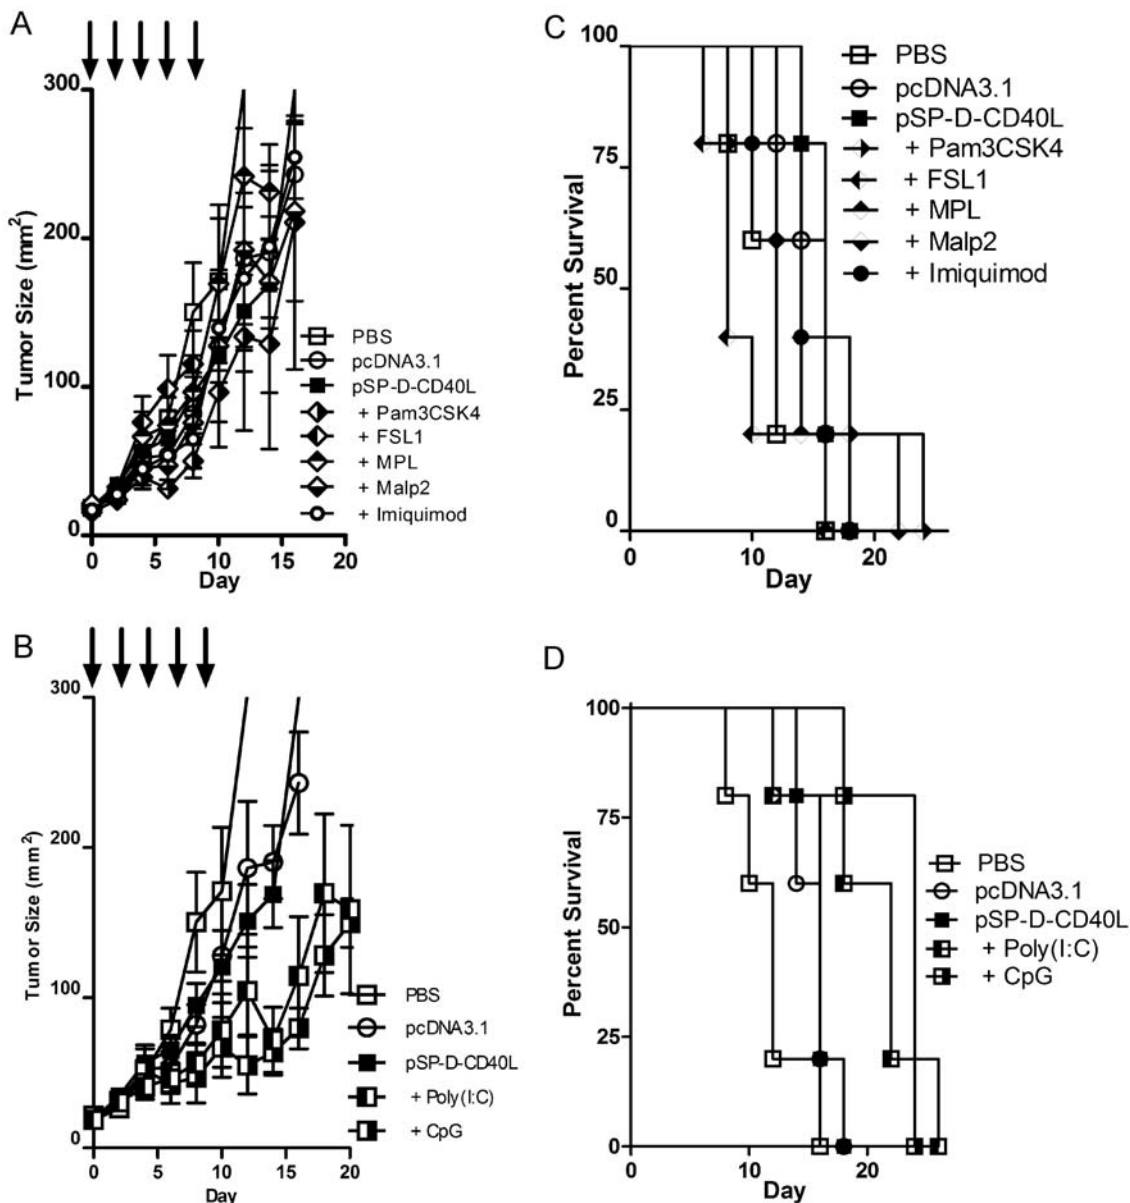 A
300
200
100
0
Tumor Size (mm²)
0 5 10 15 20
Day
PBS
pcDNA3.1
pSP-D-CD40L
+ Pam3CSK4
+ FSL1
+ MPL
+ Malp2
+ Imiquimod
C
100
75
50
25
0
Percent Survival
0 10 20
Day
PBS
pcDNA3.1
pSP-D-CD40L
+ Pam3CSK4
+ FSL1
+ MPL
+ Malp2
+ Imiquimod
B
300
200
100
0
Tumor Size (mm²)
0 5 10 15 20
Day
PBS
pcDNA3.1
pSP-D-CD40L
+ Poly(I:C)
+ CpG
D
100
75
50
25
0
Percent Survival
0 10 20
Day
PBS
pcDNA3.1
pSP-D-CD40L
+ Poly(I:C)
+ CpG